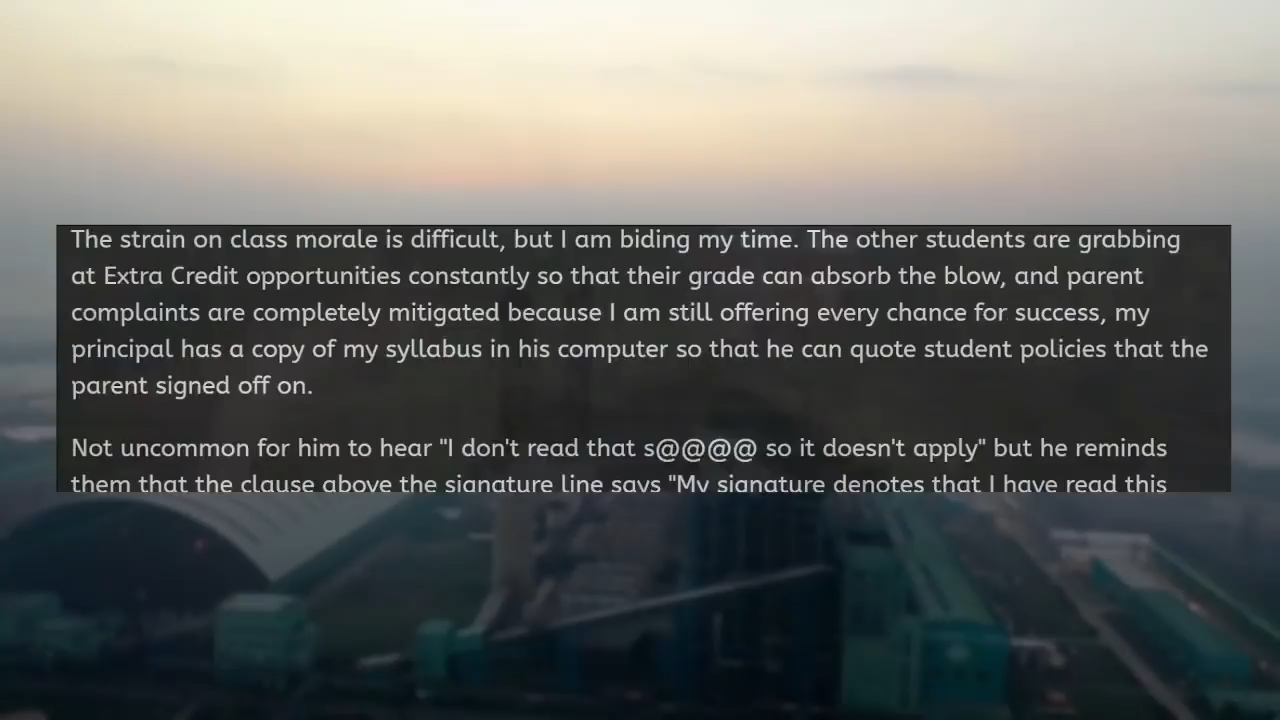 The strain on class morale is difficult, but I am biding my time. The other students are grabbing
at Extra Credit opportunities constantly so that their grade can absorb the blow, and parent
complaints are completely mitigated because I am still offering every chance for success, my
principal has a copy of my syllabus in his computer so that he can quote student policies that the
parent signed off on.
Not uncommon for him to hear "I don't read that s@@@@ so it doesn't apply" but he reminds
them that the clause above the signature line says "My signature denotes that I have read this